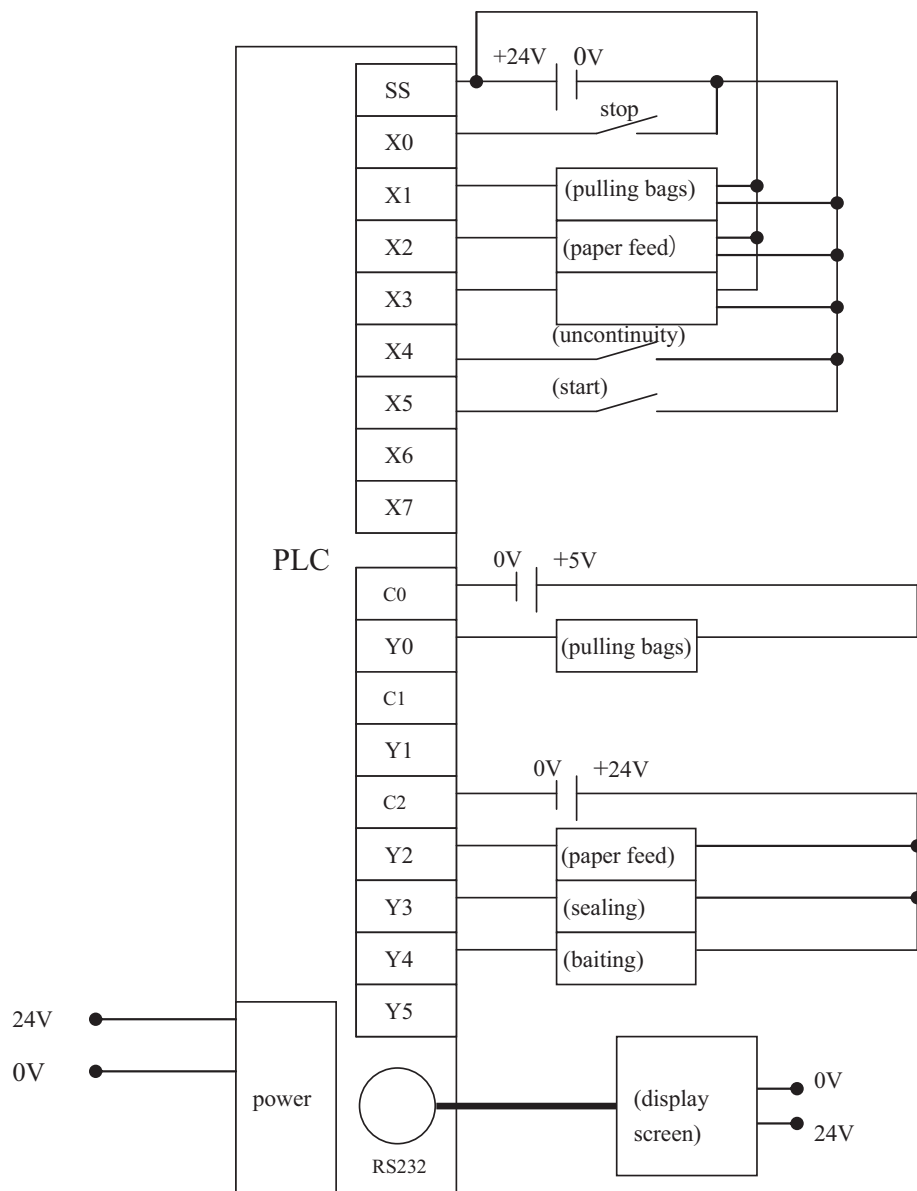 +24V 0V
SS
stop
X0
(pulling bags)
X1
(paper feed)
X2
X3
(uncontinuity)
X4
(start)
X5
X6
X7
PLC
0V +5V
C0
Y0
(pulling bags)
C1
Y1
0V +24V
C2
Y2
(paper feed)
Y3
(sealing)
Y4
(baiting)
Y5
24V
0V
power
RS232
(display
screen)
0V
24V